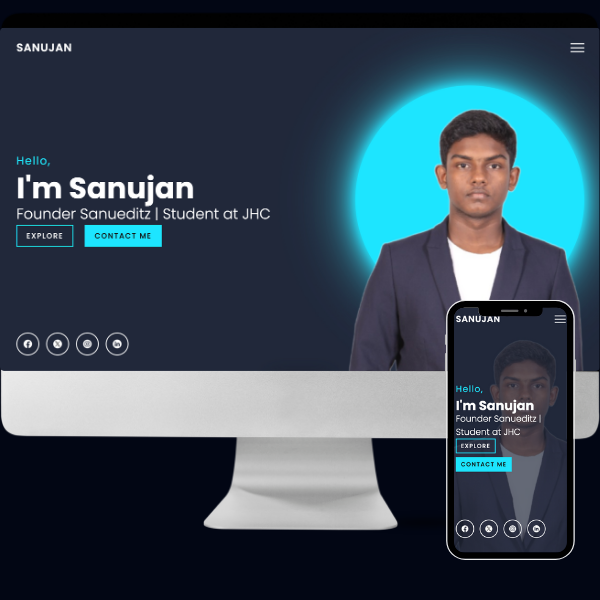 SANUJAN
Hello,
I'm Sanujan
Founder Sanueditz | Student at JHC
EXPLORE
CONTACT ME
SANUJAN
Hello,
I'm Sanujan
Founder Sanueditz |
Student at JHC
EXPLORE
CONTACT ME